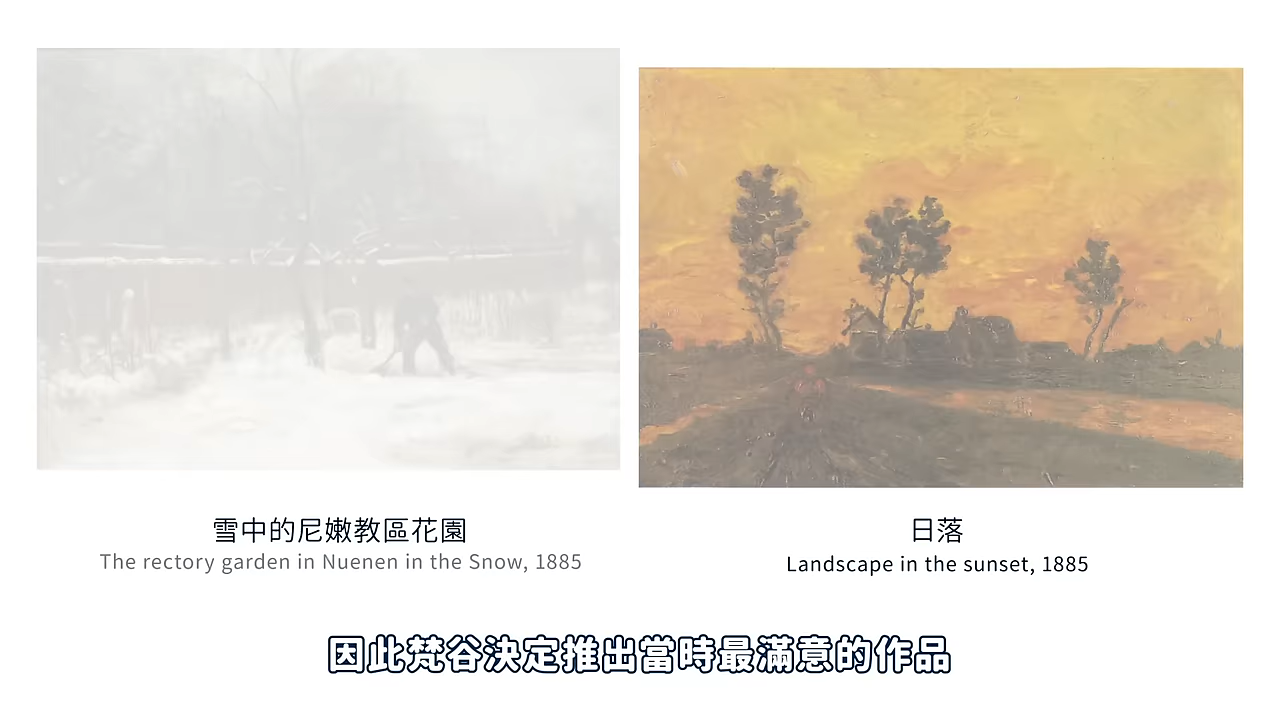 雪中的尼嫩教區花園
The rectory garden in Nuenen in the Snow, 1885
日落
Landscape in the sunset, 1885
因此梵谷決定推出當時最滿意的作品